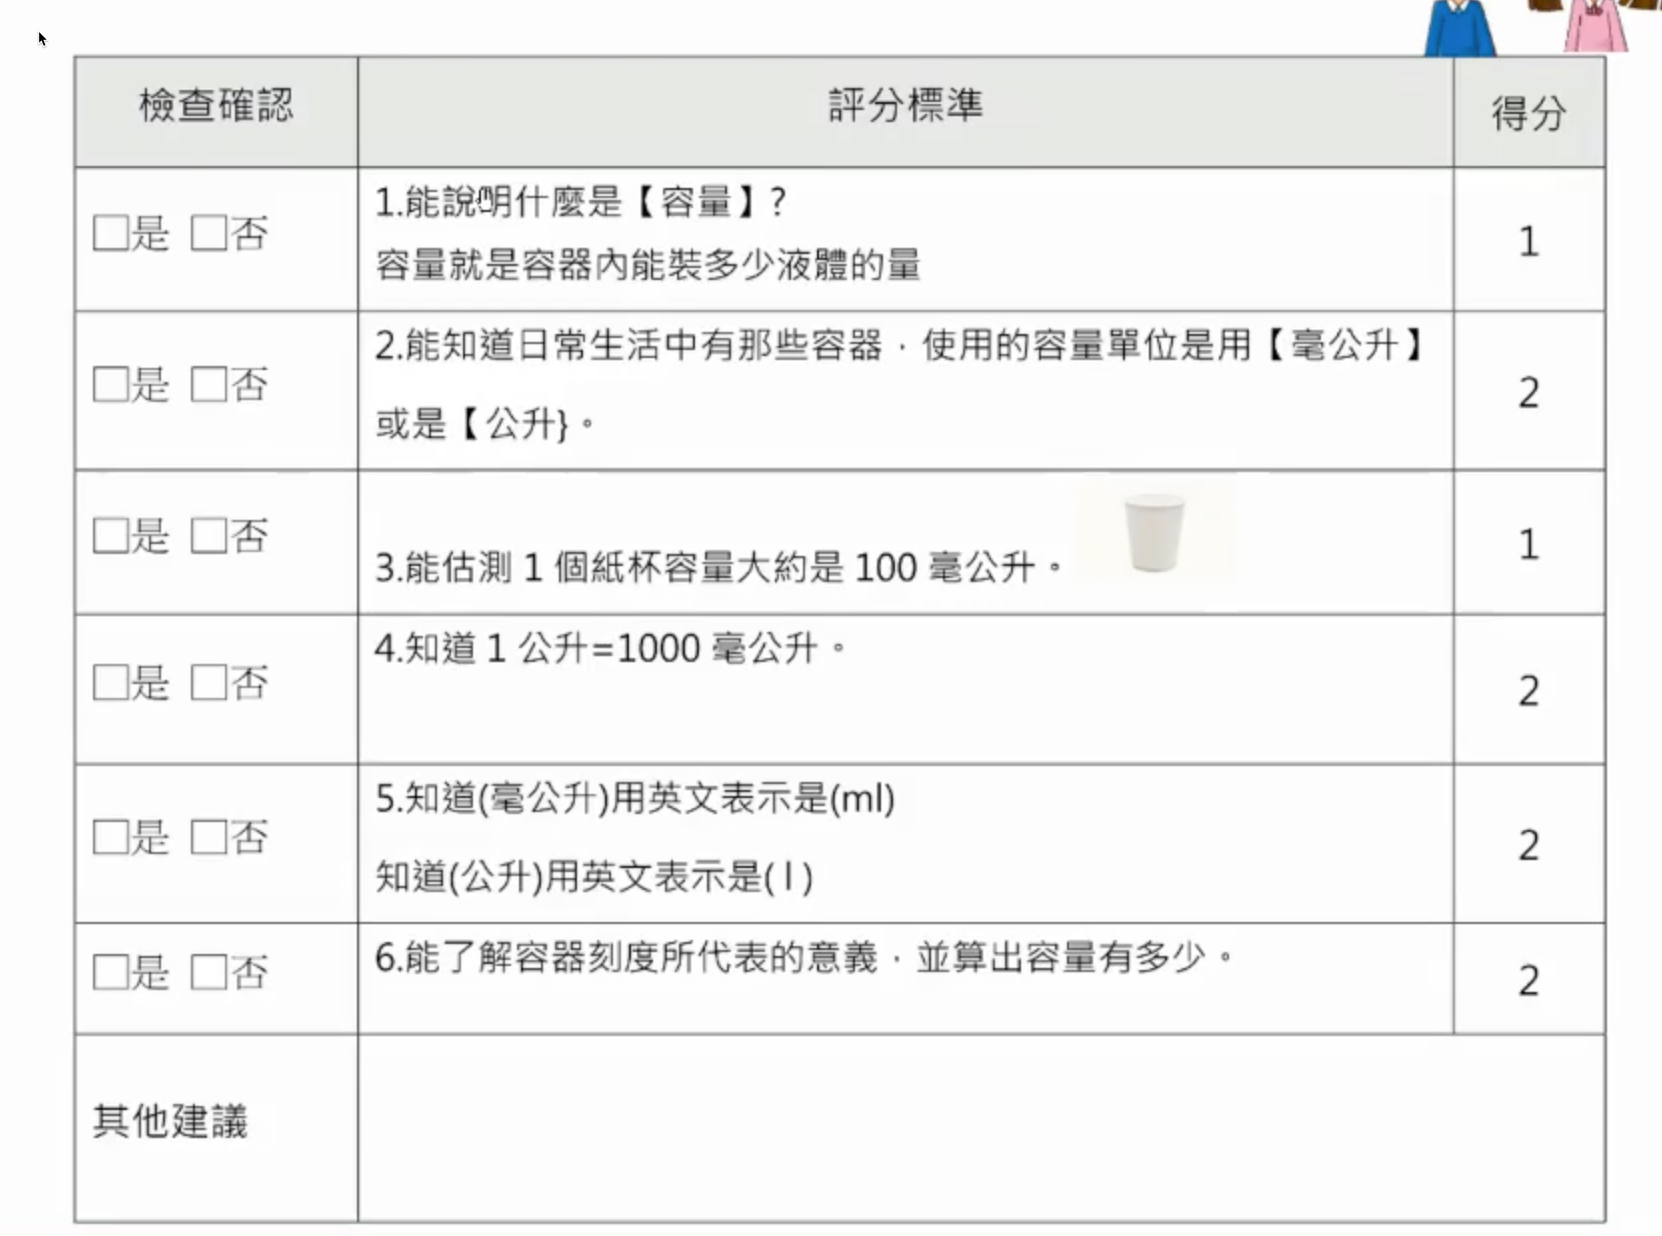 檢查確認 評分標準 得分
□是 □否 1.能說明什麼是【容量】?
容量就是容器內能裝多少液體的量 1
□是 □否 2.能知道日常生活中有那些容器，使用的容量單位是用【毫公升】
或是【公升}。 2
□是 □否 3.能估測 1 個紙杯容量大約是 100 毫公升。 1
□是 □否 4.知道 1 公升=1000 毫公升。 2
□是 □否 5.知道(毫公升)用英文表示是(ml)
知道(公升)用英文表示是( l ) 2
□是 □否 6.能了解容器刻度所代表的意義，並算出容量有多少。 2
其他建議